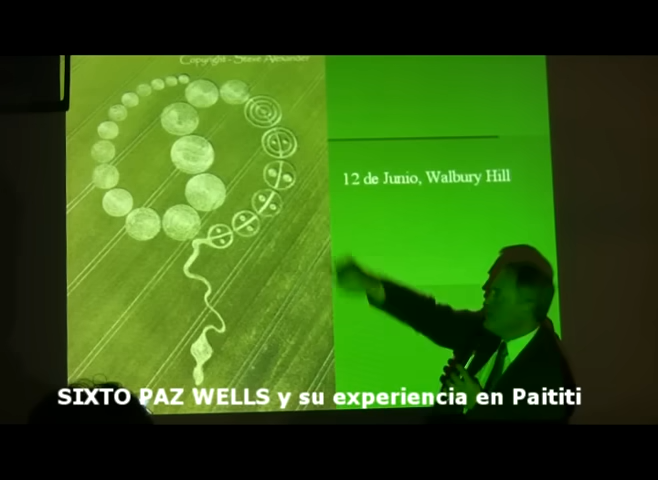 Copyright - Steve Alexander
12 de Junio, Walbury Hill
SIXTO PAZ WELLS y su experiencia en Paititi